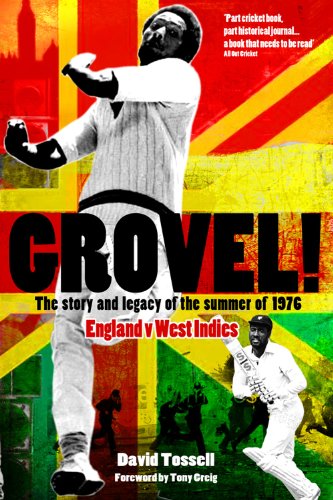 'Part cricket book,
part historical journal...
a book that needs to be read'
All Out Cricket
GROVEL!
The story and legacy of the summer of 1976
England v West Indies
David Tossell
Foreword by Tony Greig